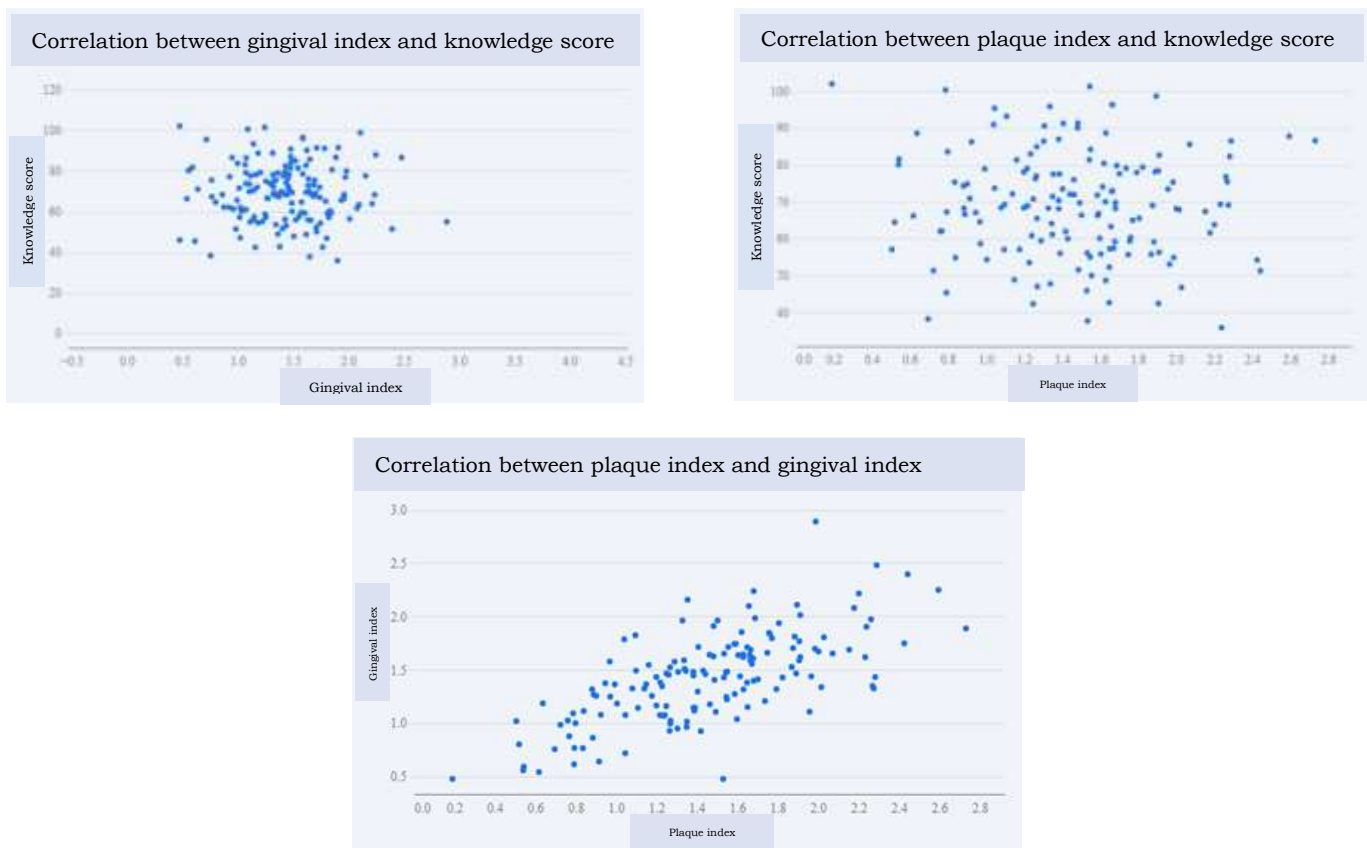 Correlation between gingival index and knowledge score
120
100
80
60
40
20
0
Knowledge score
-0.5 0.0 0.5 1.0 1.5 2.0 2.5 3.0 3.5 4.0 4.5
Gingival index
Correlation between plaque index and knowledge score
100
90
80
70
60
50
40
Knowledge score
0.0 0.2 0.4 0.6 0.8 1.0 1.2 1.4 1.6 1.8 2.0 2.2 2.4 2.6 2.8
Plaque index
Correlation between plaque index and gingival index
3.0
2.5
2.0
1.5
1.0
0.5
Gingival index
0.0 0.2 0.4 0.6 0.8 1.0 1.2 1.4 1.6 1.8 2.0 2.2 2.4 2.6 2.8
Plaque index